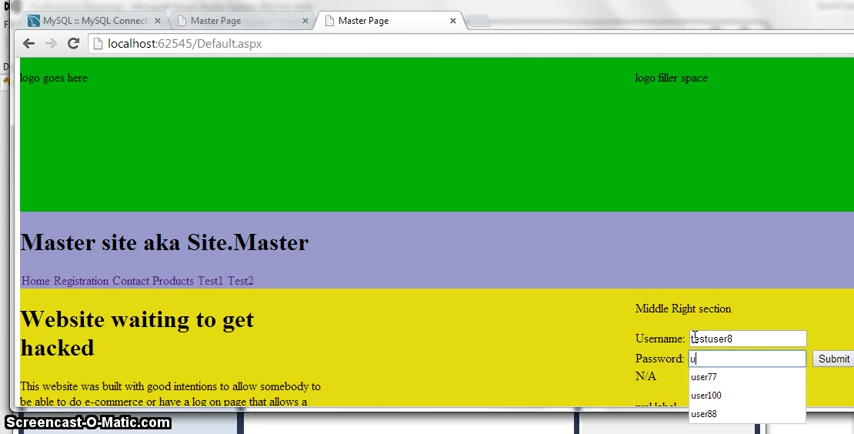 MySQL :: MySQL Connect
Master Page
Master Page
localhost:62545/Default.aspx
logo goes here
logo filler space
Master site aka Site.Master
Home Registration Contact Products Test1 Test2
Website waiting to get
hacked
This website was built with good intentions to allow somebody to
be able to do e-commerce or have a log on page that allows a
Middle Right section
Username: testuser8
Password: u
Submit
N/A
user77
user100
user88
Screencast-O-Matic.com